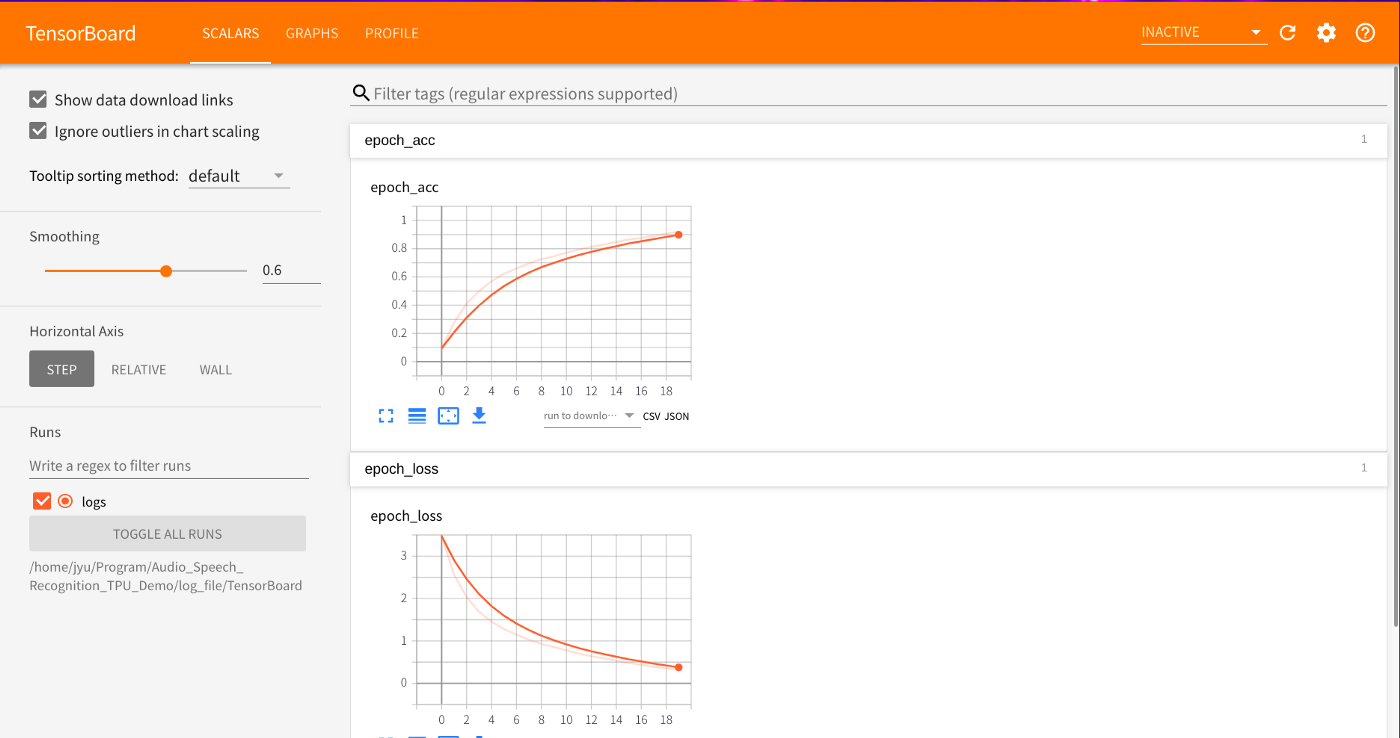 TensorBoard
SCALARS
GRAPHS
PROFILE
INACTIVE
Show data download links
Ignore outliers in chart scaling
Tooltip sorting method: default
Smoothing
0.6
Horizontal Axis
STEP
RELATIVE
WALL
Runs
Write a regex to filter runs
logs
TOGGLE ALL RUNS
/home/jyu/Program/Audio_Speech_
Recognition_TPU_Demo/log_file/TensorBoard
Filter tags (regular expressions supported)
epoch_acc
1
epoch_acc
1
0.8
0.6
0.4
0.2
0
0 2 4 6 8 10 12 14 16 18
run to downlo... CSV JSON
epoch_loss
1
epoch_loss
3
2
1
0
0 2 4 6 8 10 12 14 16 18